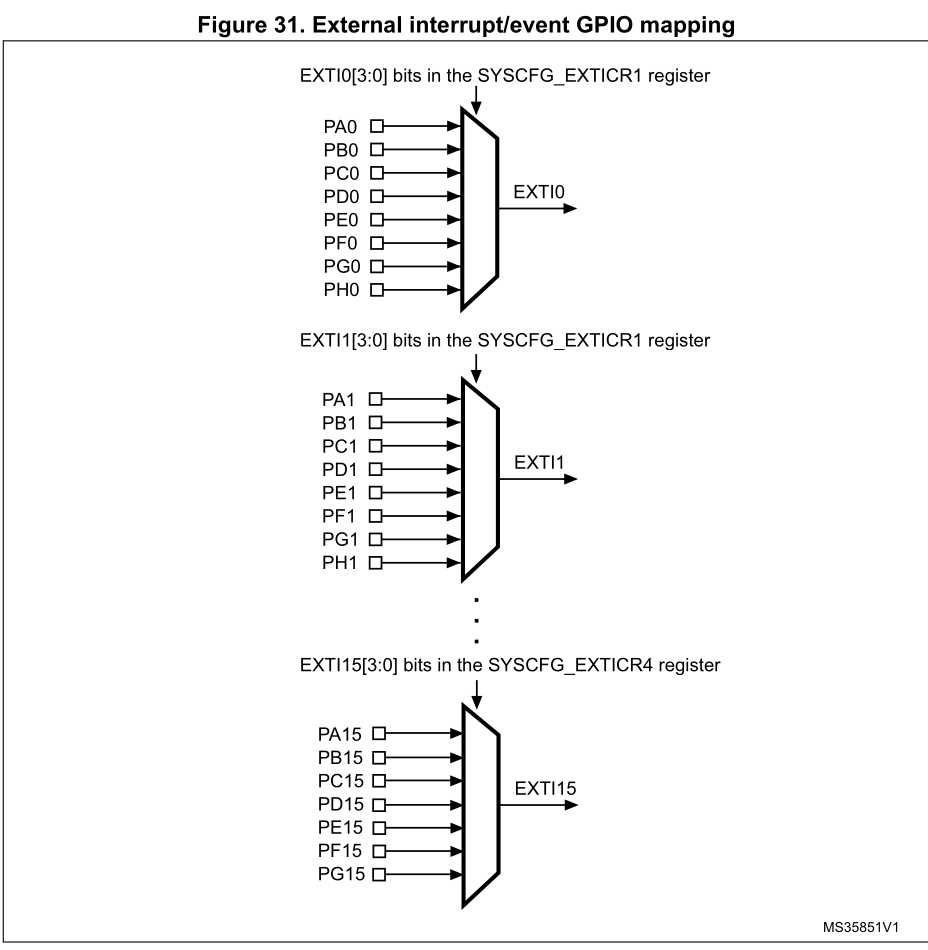 Figure 31. External interrupt/event GPIO mapping
EXTI0[3:0] bits in the SYSCFG_EXTICR1 register
PA0
PB0
PC0
PD0
PE0
PF0
PG0
PH0
EXTI0
EXTI1[3:0] bits in the SYSCFG_EXTICR1 register
PA1
PB1
PC1
PD1
PE1
PF1
PG1
PH1
EXTI1
EXTI15[3:0] bits in the SYSCFG_EXTICR4 register
PA15
PB15
PC15
PD15
PE15
PF15
PG15
EXTI15
MS35851V1